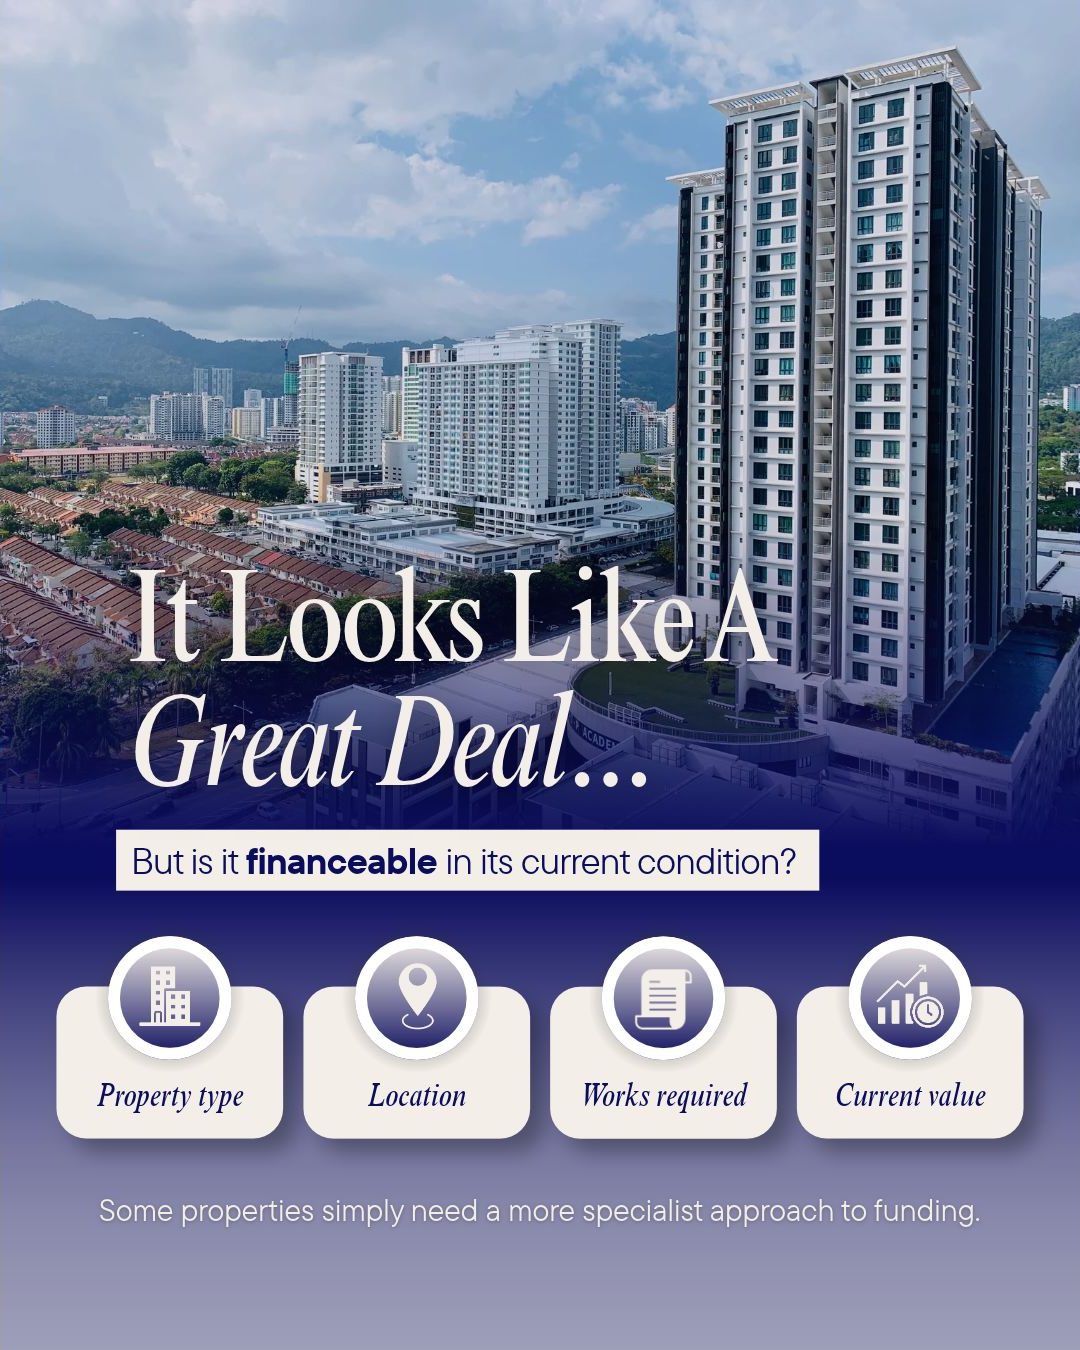 It Looks Like A
Great Deal...
But is it financeable in its current condition?
Property type
Location
Works required
Current value
Some properties simply need a more specialist approach to funding.